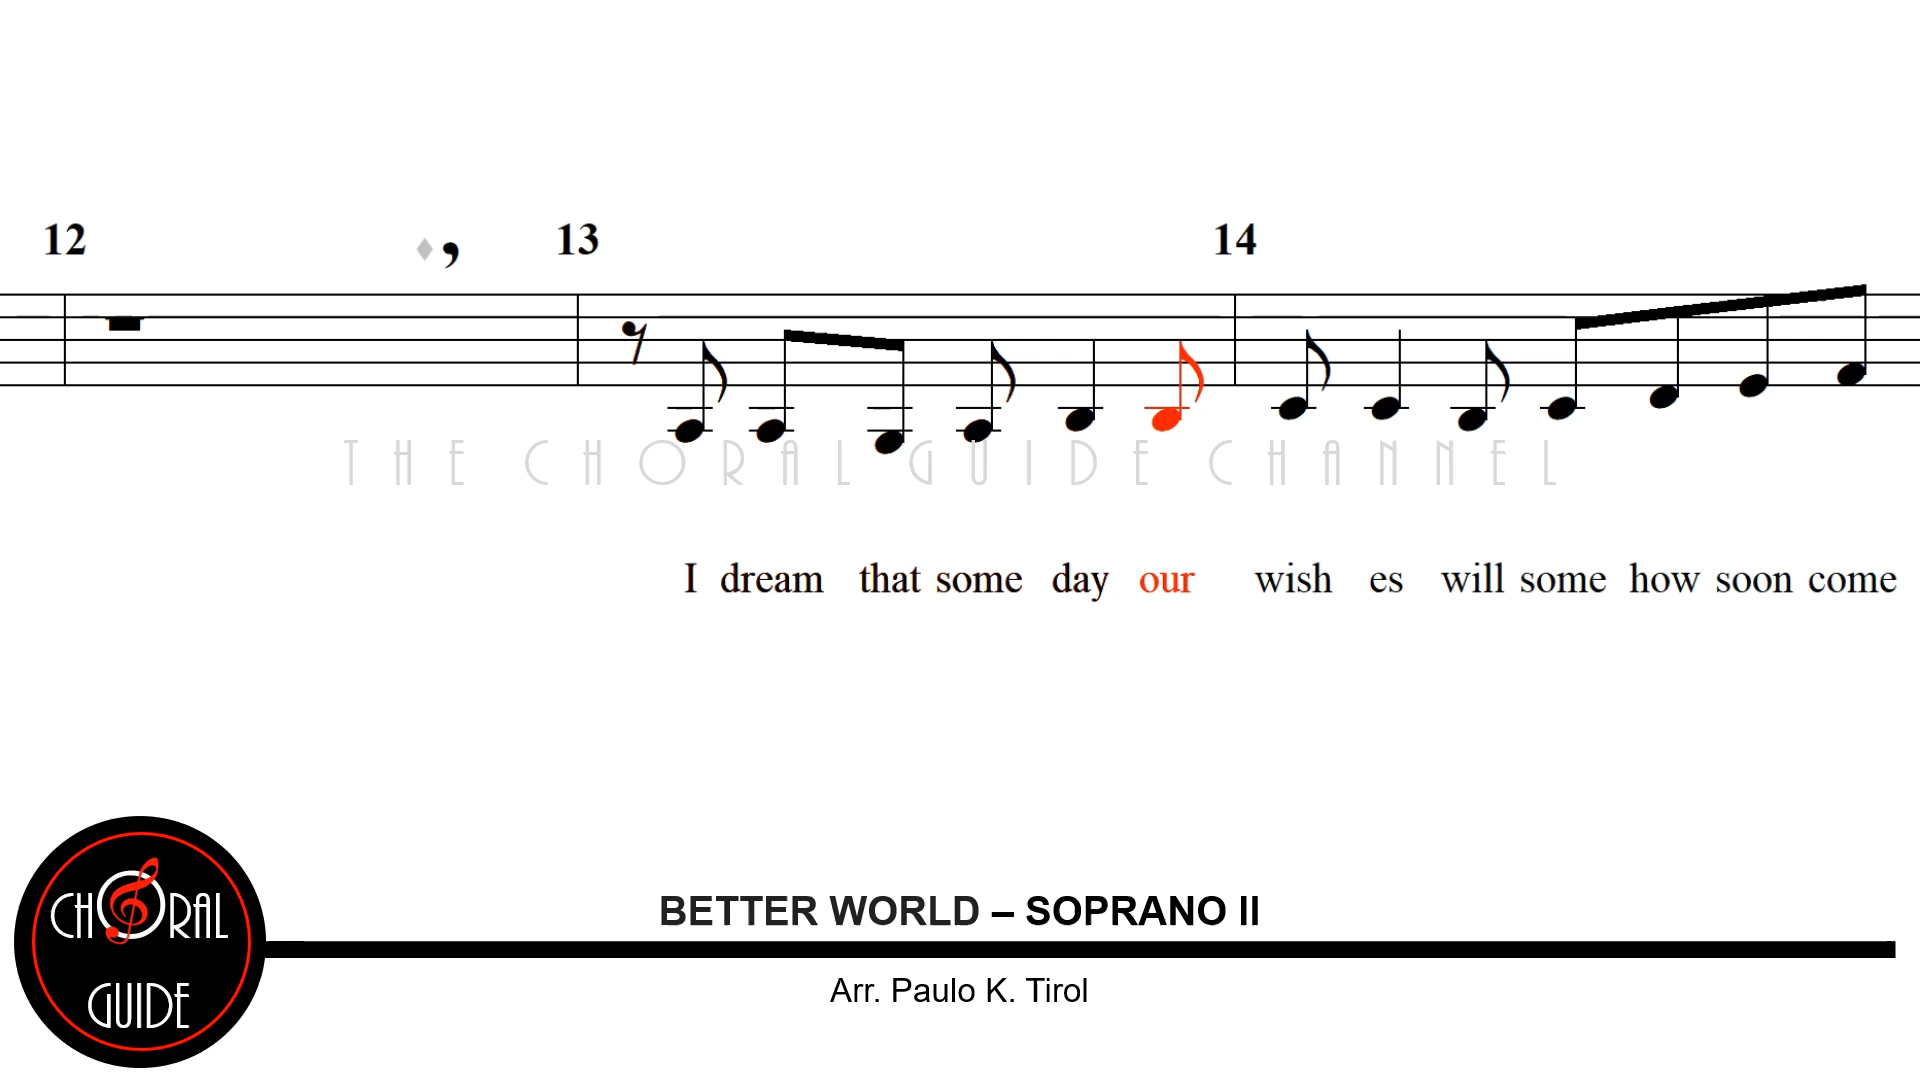 12 13 14
THE CHORAL GUIDE CHANNEL
I dream that some day our wish es will some how soon come
CHORAL
GUIDE
BETTER WORLD – SOPRANO II
Arr. Paulo K. Tirol